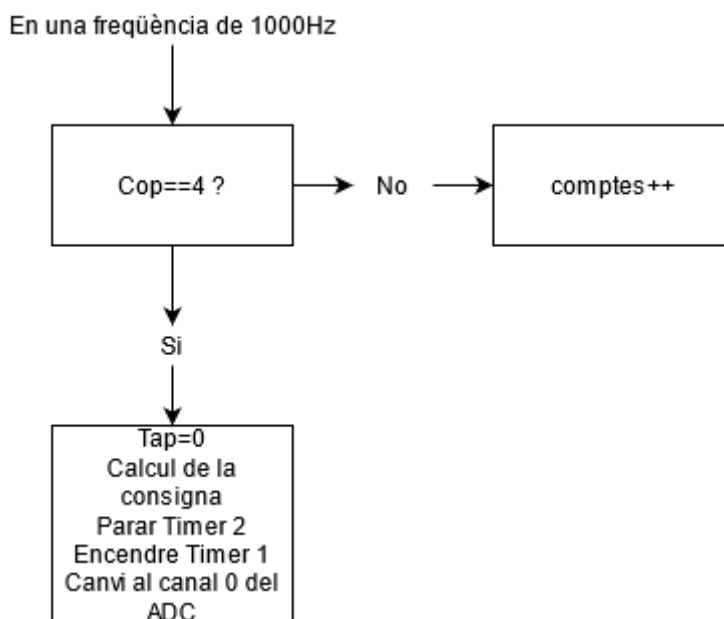 En una freqüència de 1000Hz
Cop==4 ?
No
comptes++
Si
Tap=0
Calcul de la
consigna
Parar Timer 2
Encendre Timer 1
Canvi al canal 0 del
ADC